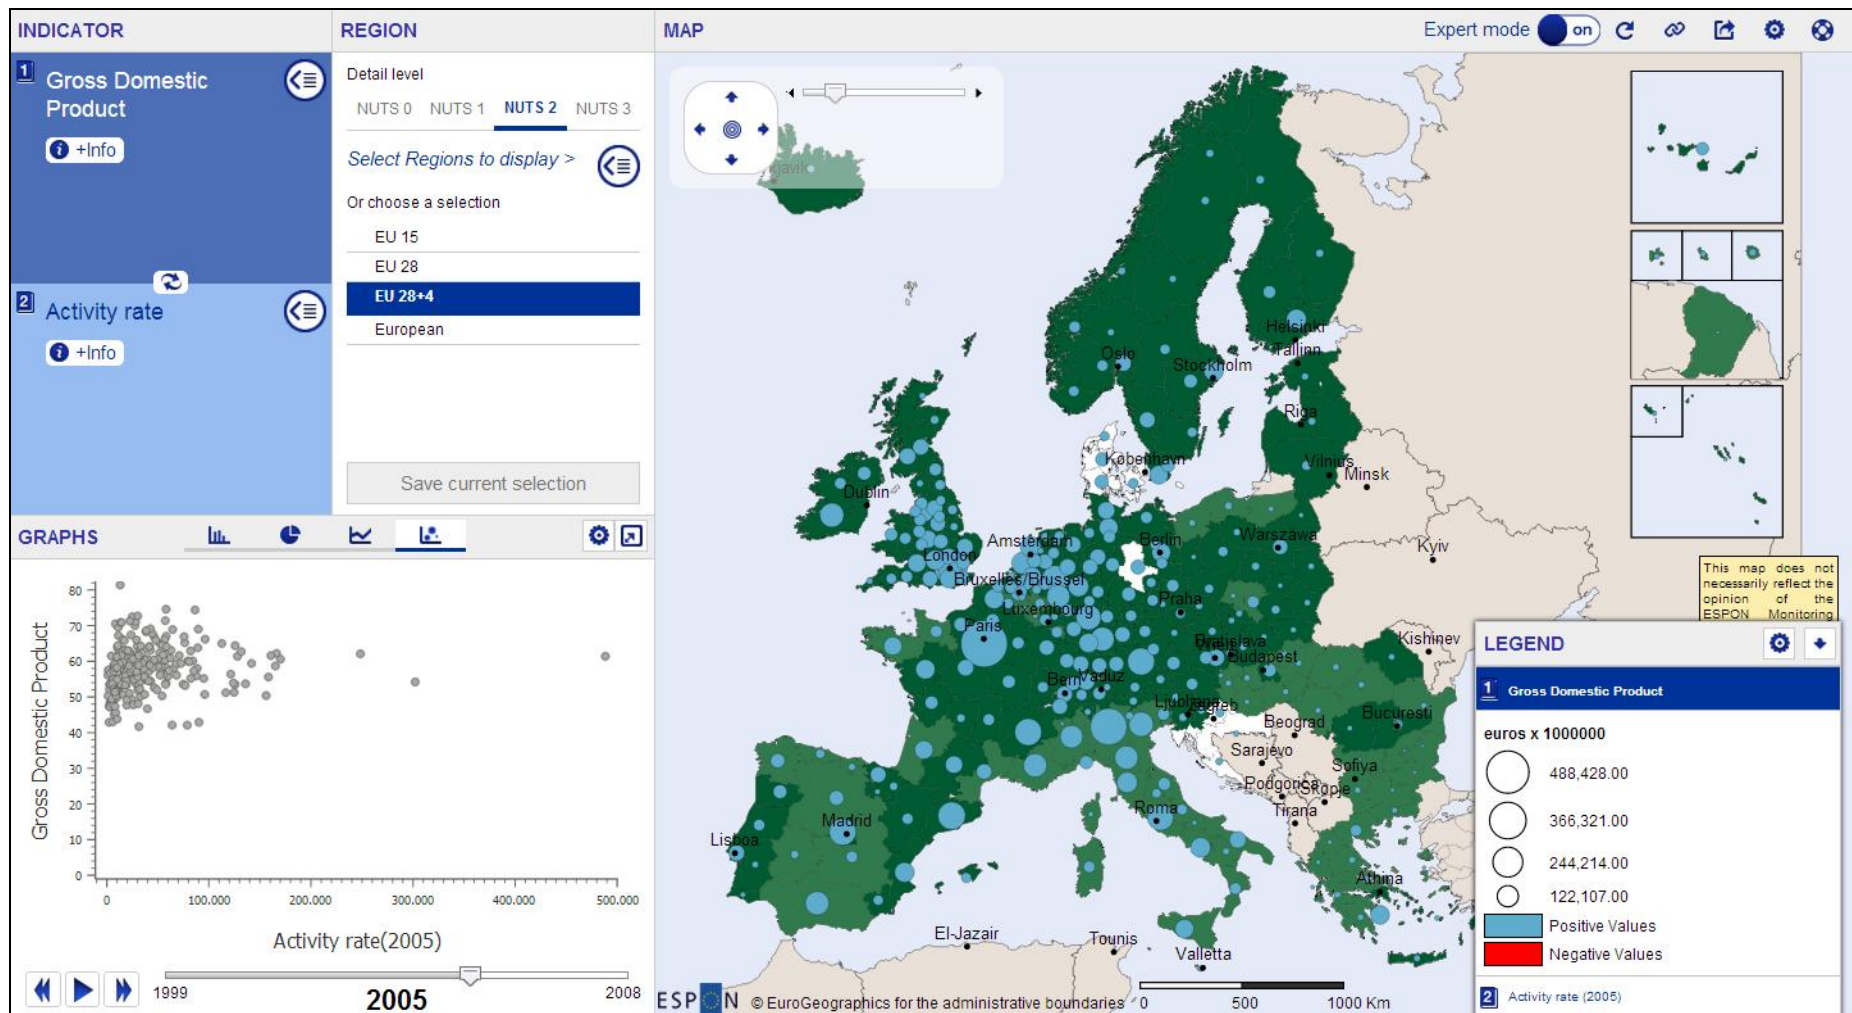 INDICATOR
1
Gross Domestic
Product
i +Info
2
Activity rate
i +Info
REGION
Detail level
NUTS 0 NUTS 1 NUTS 2 NUTS 3
Select Regions to display >
Or choose a selection
EU 15
EU 28
EU 28+4
European
Save current selection
GRAPHS
Gross Domestic Product
80
70
60
50
40
30
20
10
0
0 100.000 200.000 300.000 400.000 500.000
Activity rate(2005)
1999 2005 2008
MAP
Expert mode on
Helsinki
Tallinn
Oslo
Stockholm
Riga
København
Vilnius
Minsk
Dublin
Amsterdam
Berlin
Warszawa
London
Kyiv
Bruxelles/Brussel
Praha
Luxembourg
Paris
Bratislava
Kishinev
Budapest
Bern
Vaduz
Ljubljana
Zagreb
Beograd
Bucuresti
Sarajevo
Sofiya
Podgorica
Skopje
Roma
Tirana
Madrid
Lisboa
Athina
El-Jazair
Tounis
Valletta
This map does not
necessarily reflect the
opinion of the
ESPON Monitoring
LEGEND
1 Gross Domestic Product
euros x 1000000
488,428.00
366,321.00
244,214.00
122,107.00
Positive Values
Negative Values
2 Activity rate (2005)
ESPON © EuroGeographics for the administrative boundaries
0 500 1000 Km